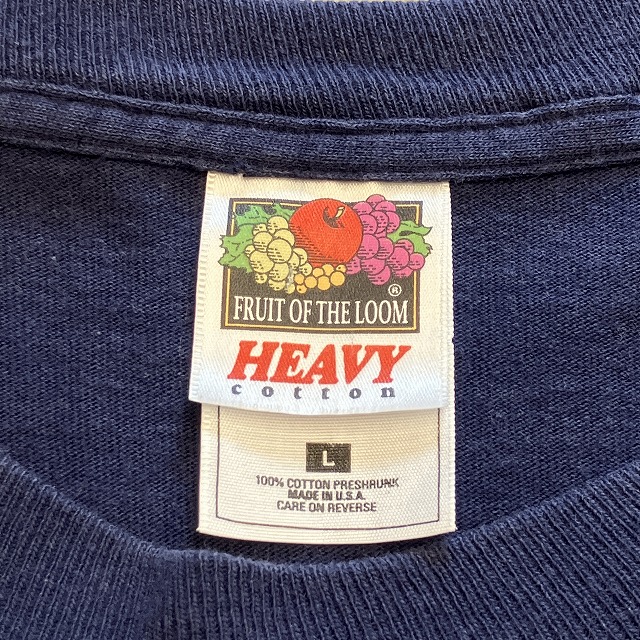 FRUIT OF THE LOOM ®
HEAVY
cotton
L
100% COTTON PRESHRUNK
MADE IN U.S.A.
CARE ON REVERSE